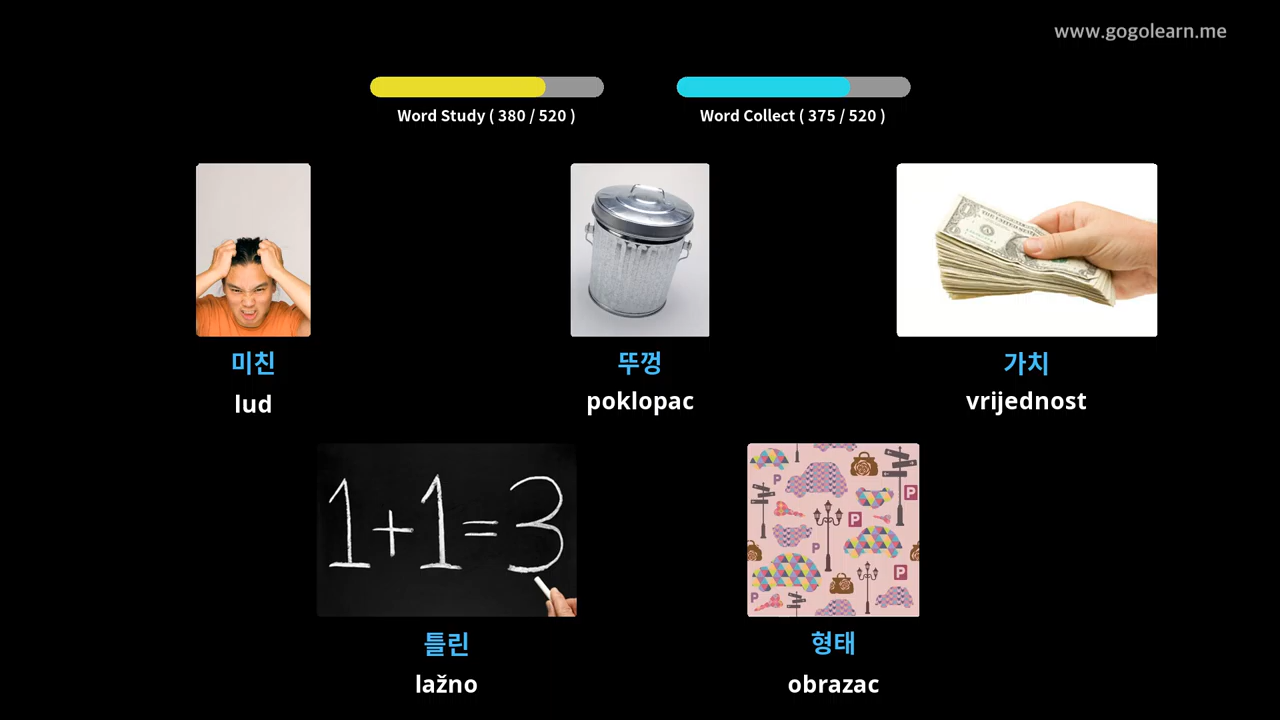 www.gogolearn.me
Word Study ( 380 / 520 )
Word Collect ( 375 / 520 )
미친
뚜껑
가치
lud
poklopac
vrijednost
1+1=3
틀린
형태
lažno
obrazac